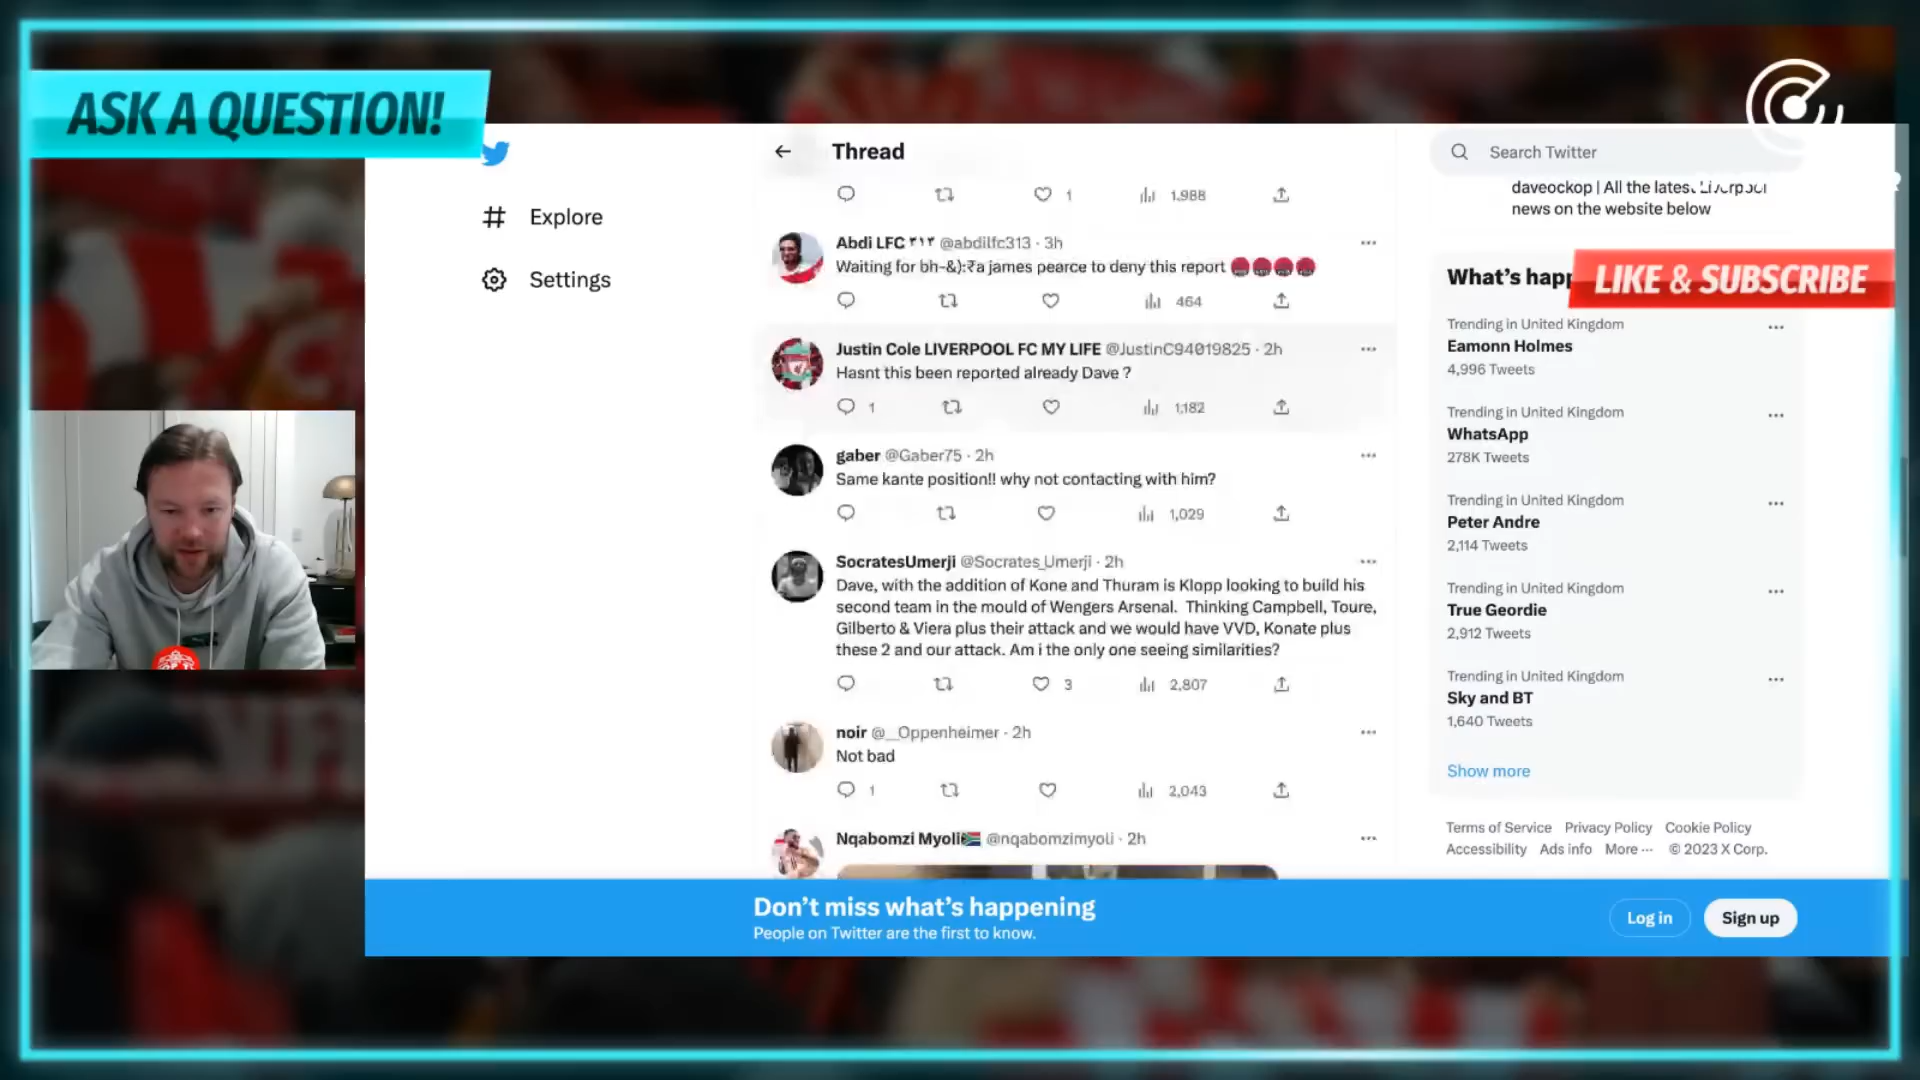 ASK A QUESTION!
Thread
Search Twitter
Explore
Settings
1
1,988
daveockop | All the latest Liverpool
news on the website below
Abdi LFC ٣١٣ @abdilfc313 · 3h
Waiting for bh-&):₹a james pearce to deny this report
464
Justin Cole LIVERPOOL FC MY LIFE @JustinC94019825 · 2h
Hasnt this been reported already Dave ?
1
1,182
gaber @Gaber75 · 2h
Same kante position!! why not contacting with him?
1,029
SocratesUmerji @Socrates_Umerji · 2h
Dave, with the addition of Kone and Thuram is Klopp looking to build his
second team in the mould of Wengers Arsenal. Thinking Campbell, Toure,
Gilberto & Viera plus their attack and we would have VVD, Konate plus
these 2 and our attack. Am i the only one seeing similarities?
3
2,807
noir @__Oppenheimer · 2h
Not bad
1
2,043
Nqabomzi Myoli @nqabomzimyoli · 2h
What's hap
LIKE & SUBSCRIBE
Trending in United Kingdom
Eamonn Holmes
4,996 Tweets
Trending in United Kingdom
WhatsApp
278K Tweets
Trending in United Kingdom
Peter Andre
2,114 Tweets
Trending in United Kingdom
True Geordie
2,912 Tweets
Trending in United Kingdom
Sky and BT
1,640 Tweets
Show more
Terms of Service Privacy Policy Cookie Policy
Accessibility Ads info More ··· © 2023 X Corp.
Don't miss what's happening
People on Twitter are the first to know.
Log in
Sign up